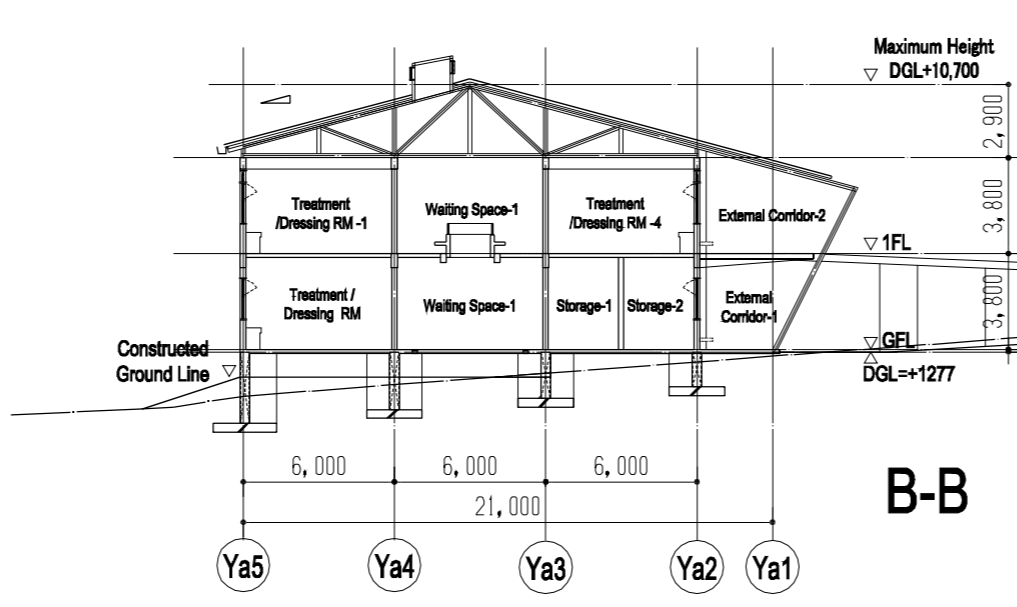 Maximum Height
DGL+10,700
2,900
Treatment
/Dressing RM -1
Waiting Space-1
Treatment
/Dressing RM -4
External Corridor-2
3,800
1FL
Treatment /
Dressing RM
Waiting Space-1
Storage-1
Storage-2
External
Corridor-1
3,800
Constructed
Ground Line
GFL
DGL=+1277
6,000
6,000
6,000
21,000
B-B
Ya5
Ya4
Ya3
Ya2
Ya1